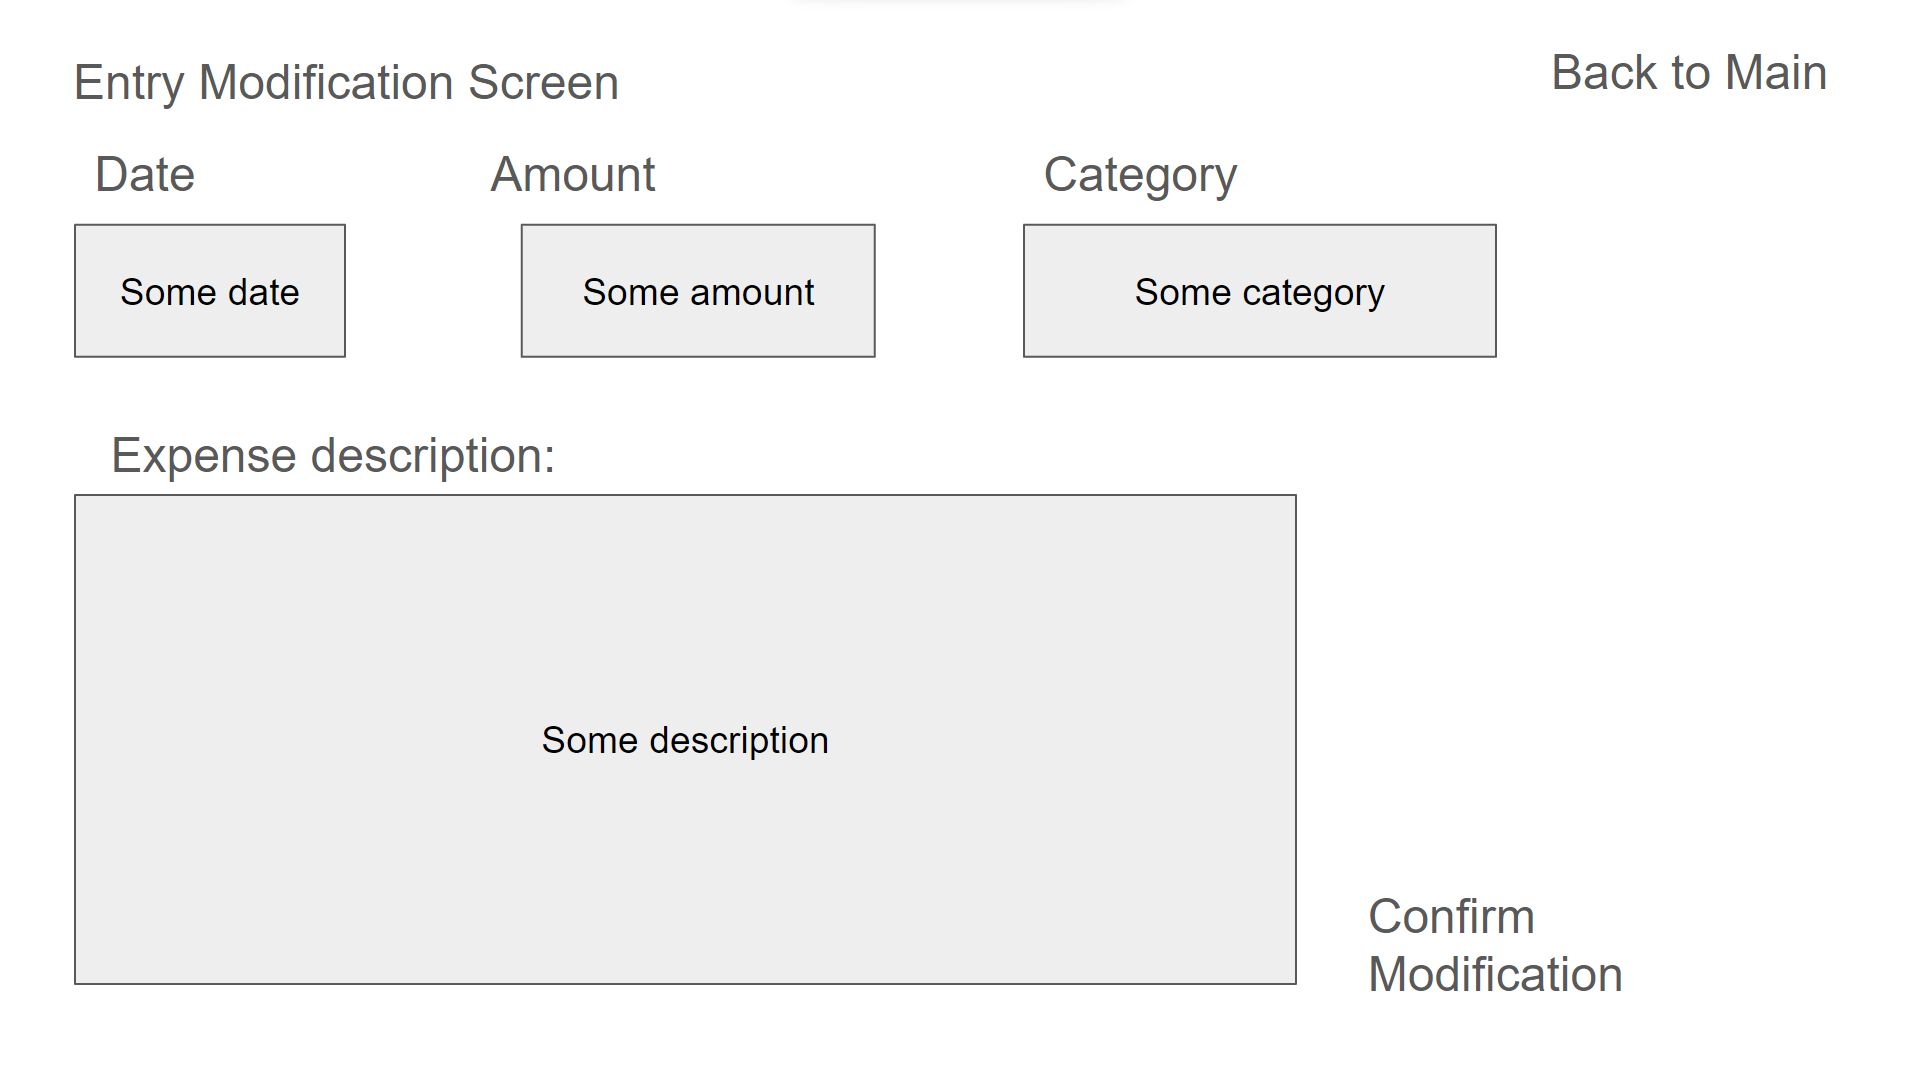 Entry Modification Screen
Back to Main
Date
Amount
Category
Some date
Some amount
Some category
Expense description:
Some description
Confirm
Modification